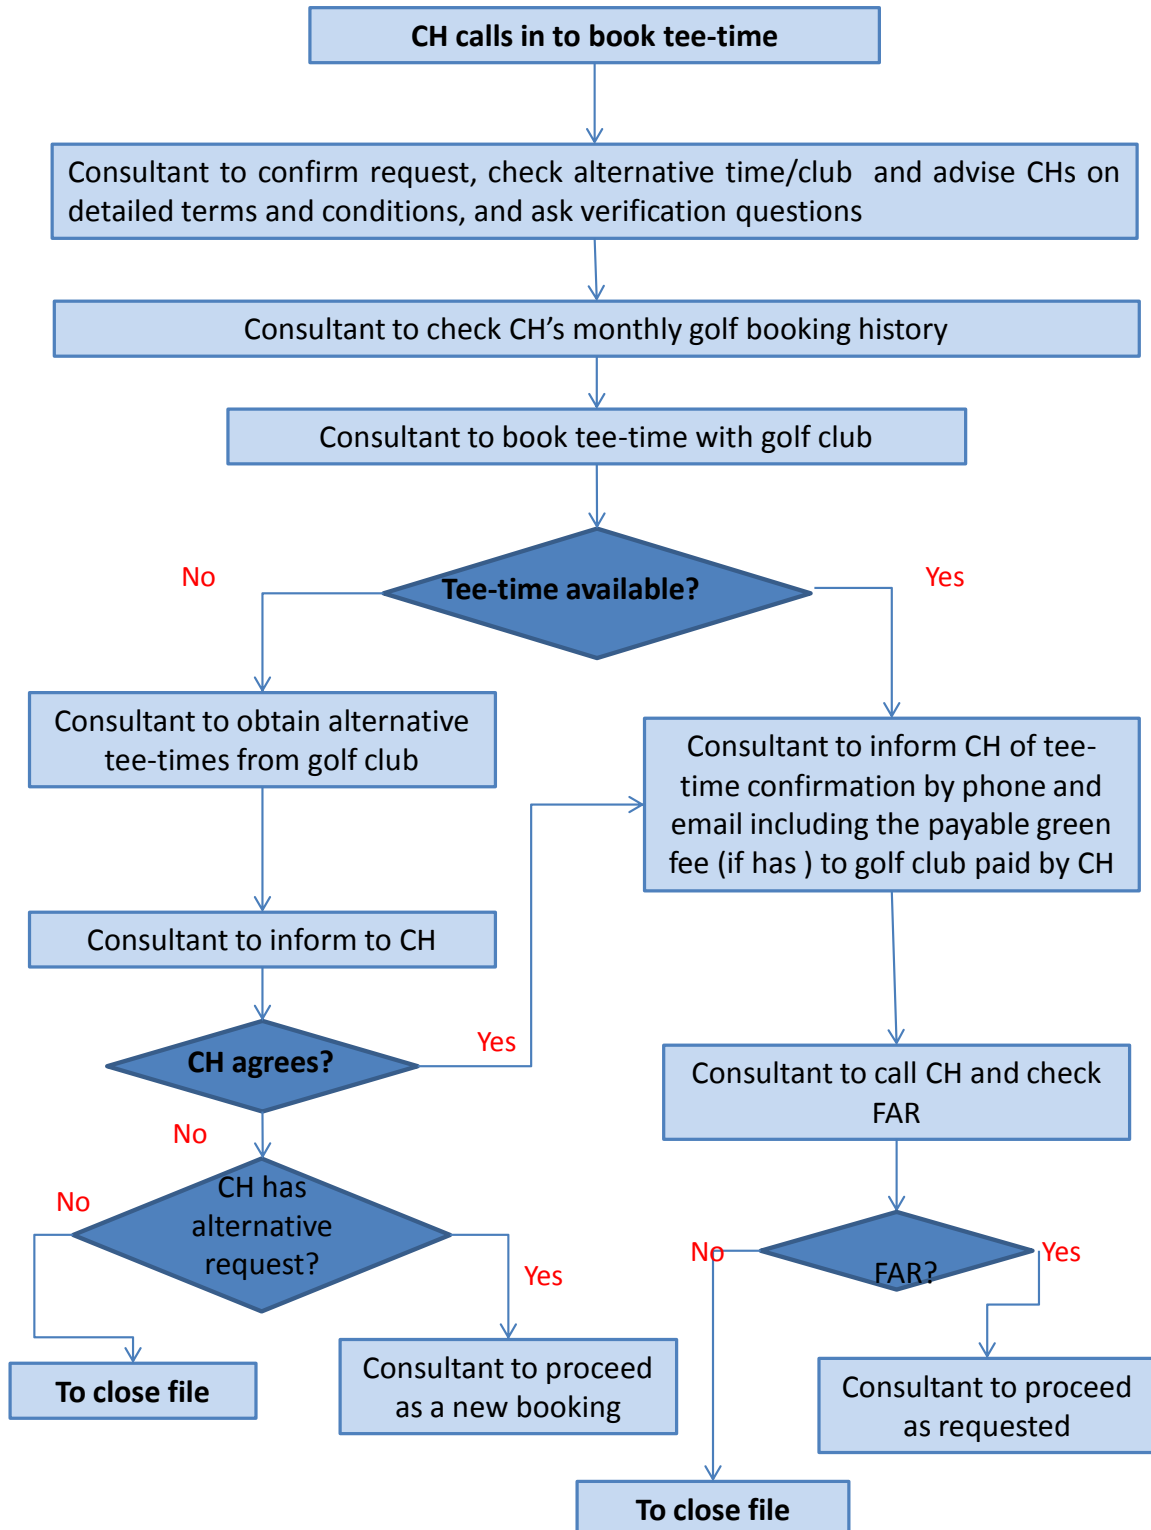 CH calls in to book tee-time
Consultant to confirm request, check alternative time/club and advise CHs on
detailed terms and conditions, and ask verification questions
Consultant to check CH’s monthly golf booking history
Consultant to book tee-time with golf club
No
Tee-time available?
Yes
Consultant to obtain alternative
tee-times from golf club
Consultant to inform CH of tee-
time confirmation by phone and
email including the payable green
fee (if has ) to golf club paid by CH
Consultant to inform to CH
CH agrees?
Yes
Consultant to call CH and check
FAR
No
CH has
alternative
request?
No
Yes
No
FAR?
Yes
To close file
Consultant to proceed
as a new booking
Consultant to proceed
as requested
To close file